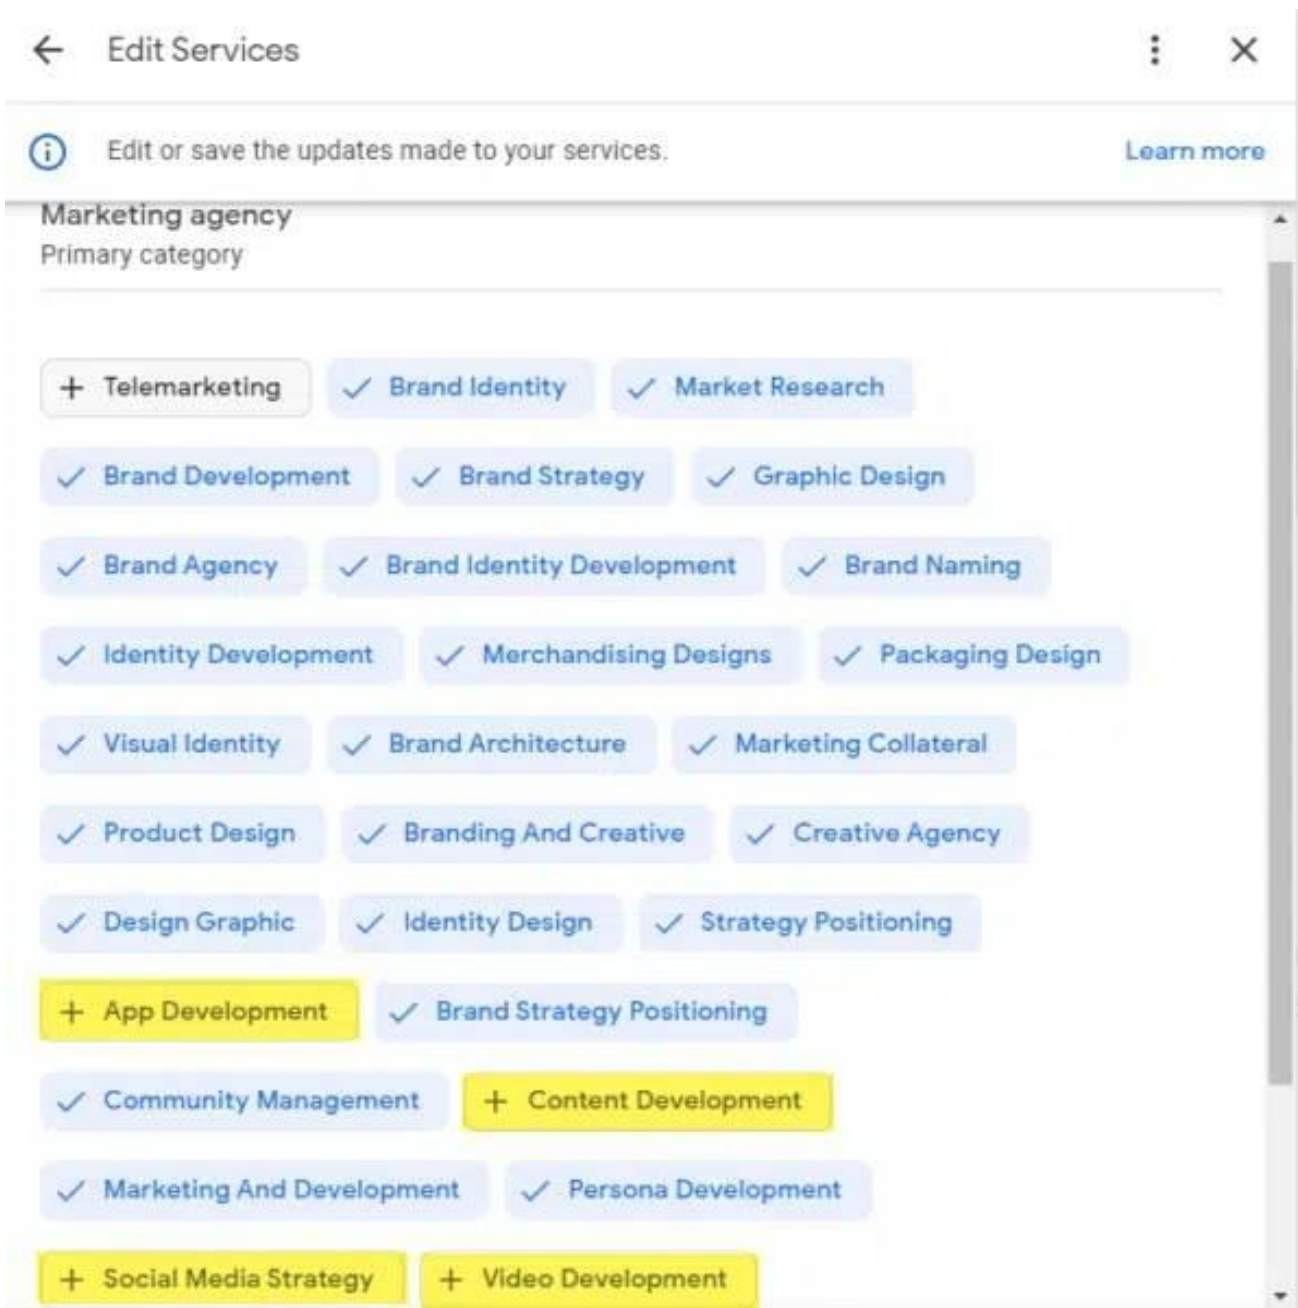 Edit Services
Edit or save the updates made to your services. Learn more
Marketing agency
Primary category
+ Telemarketing ✓ Brand Identity ✓ Market Research
✓ Brand Development ✓ Brand Strategy ✓ Graphic Design
✓ Brand Agency ✓ Brand Identity Development ✓ Brand Naming
✓ Identity Development ✓ Merchandising Designs ✓ Packaging Design
✓ Visual Identity ✓ Brand Architecture ✓ Marketing Collateral
✓ Product Design ✓ Branding And Creative ✓ Creative Agency
✓ Design Graphic ✓ Identity Design ✓ Strategy Positioning
+ App Development ✓ Brand Strategy Positioning
✓ Community Management + Content Development
✓ Marketing And Development ✓ Persona Development
+ Social Media Strategy + Video Development